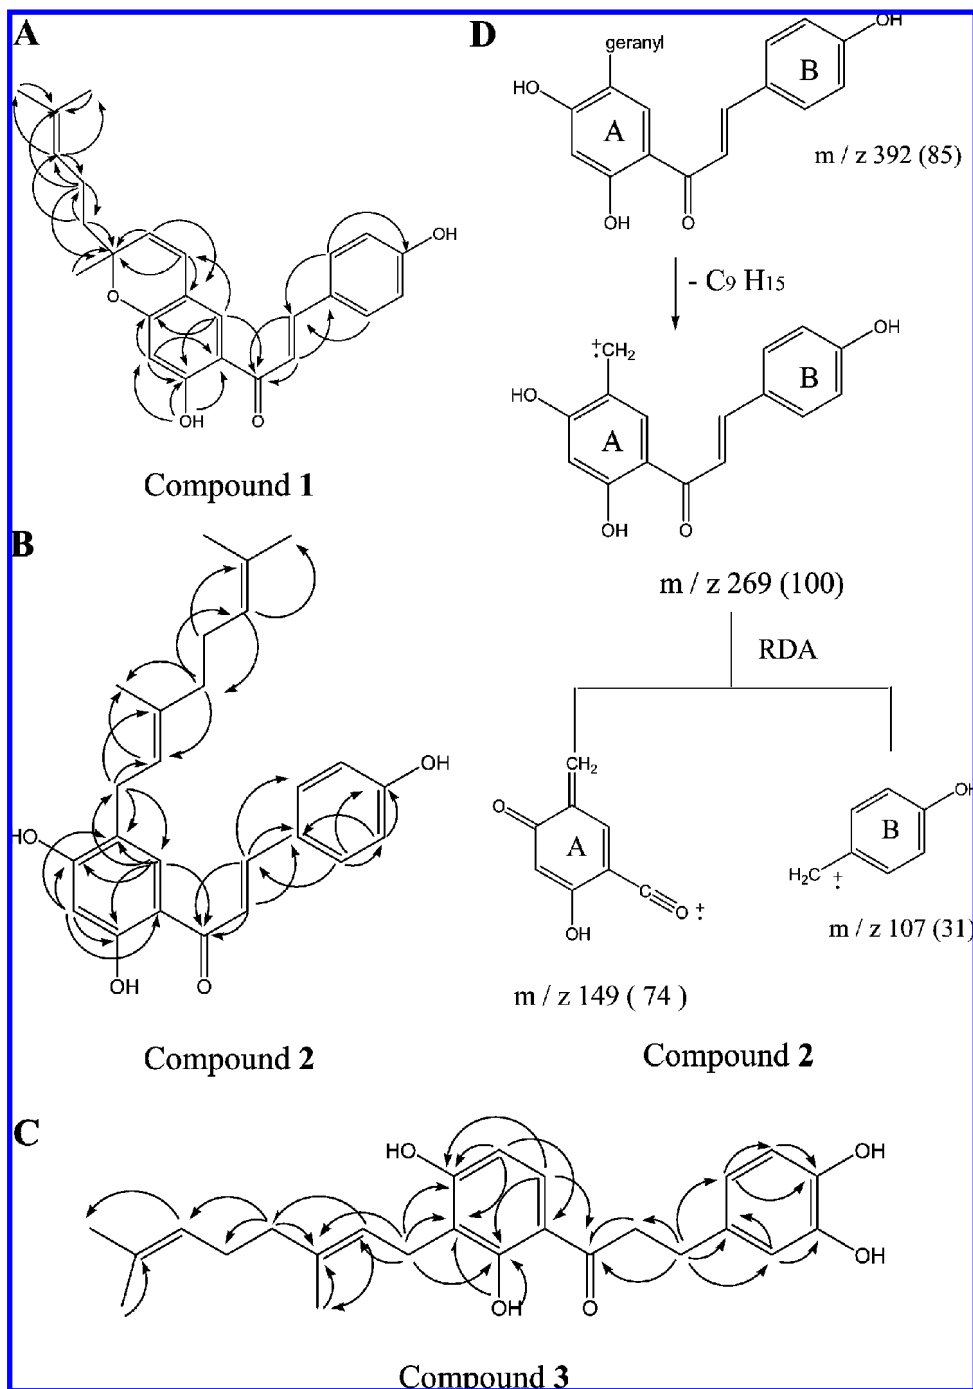 A
O
OH
O
OH
Compound 1
B
HO
OH
O
OH
Compound 2
C
HO
OH
O
OH
OH
Compound 3
D
geranyl
HO
A
B
OH
OH
O
m / z 392 (85)
- C9 H15
+
CH2
HO
A
B
OH
OH
O
m / z 269 (100)
RDA
CH2
O
A
C
O
+
OH
m / z 149 ( 74 )
OH
B
H2C
+
m / z 107 (31)
Compound 2